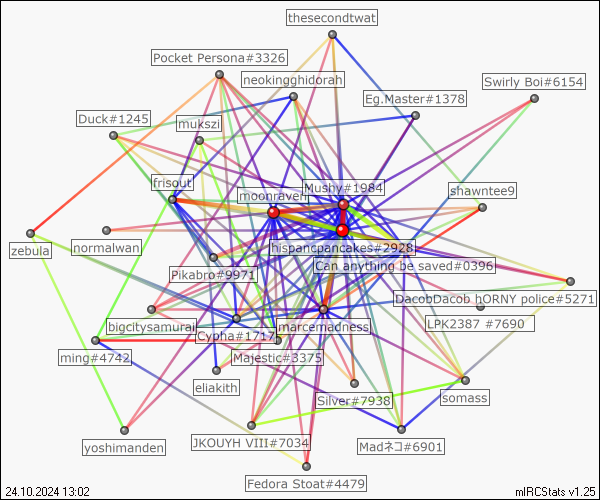 thesecondtwat
Pocket Persona#3326
neokingghidorah
Swirly Boi#6154
Eg.Master#1378
Duck#1245
mukszi
frisout
Mushy#1984
moonraven
shawntee9
zebula
normalwan
hispanicpancakes#2928
Can anything be saved#0396
Pikabro#9971
DacobDacob hORNY police#5271
bigcitysamurai
marcemadness
LPK2387 #7690
Cypha#1717
ming#4742
Majestic#3375
eliakith
Silver#7938
somass
yoshimanden
JKOUYH VIII#7034
Madネコ#6901
Fedora Stoat#4479
24.10.2024 13:02
mIRCStats v1.25